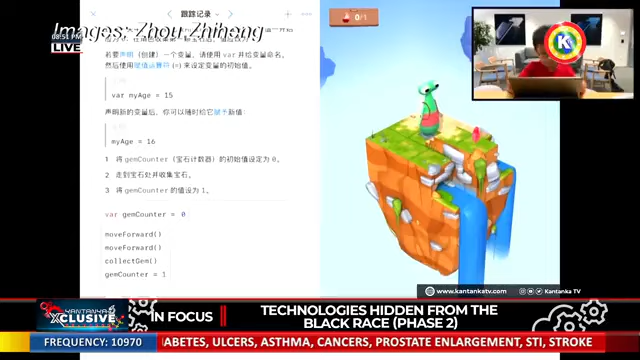 跟踪记录
Images: Zhou Zhiheng
08:51 PM
LIVE
0/1
K
若要声明（创建）一个变量，请使用 var 并给变量命名，
然后使用赋值运算符 (=) 来设定变量的初始值。
var myAge = 15
声明新的变量后，你可以随时给它赋予新值：
myAge = 16
1 将 gemCounter（宝石计数器）的初始值设定为 0。
2 走到宝石处并收集宝石。
3 将 gemCounter 的值设为 1。
var gemCounter = 0
moveForward()
moveForward()
collectGem()
gemCounter = 1
www.kantankatv.com
Kantanka TV
KANTANKA
XCLUSIVE
IN FOCUS
TECHNOLOGIES HIDDEN FROM THE
BLACK RACE (PHASE 2)
FREQUENCY: 10970
ABETES, ULCERS, ASTHMA, CANCERS, PROSTATE ENLARGEMENT, STI, STROKE